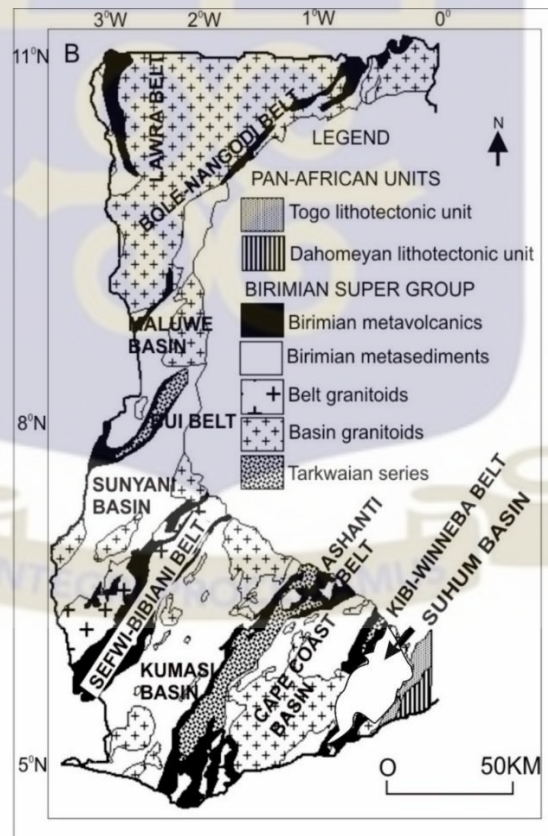 3°W 2°W 1°W 0°
11°N
B
LAWRA BELT
BOLE-NANGODI BELT
LEGEND
N
PAN-AFRICAN UNITS
Togo lithotectonic unit
Dahomeyan lithotectonic unit
BIRIMIAN SUPER GROUP
Birimian metavolcanics
Birimian metasediments
Belt granitoids
Basin granitoids
Tarkwaian series
MALUWE
BASIN
8°N
UI BELT
SUNYANI
BASIN
SEFWI-BIBIANI BELT
ASHANTI
BELT
KIBI-WINNEBA BELT
SUHUM BASIN
KUMASI
BASIN
CAPE COAST
BASIN
5°N
O 50KM